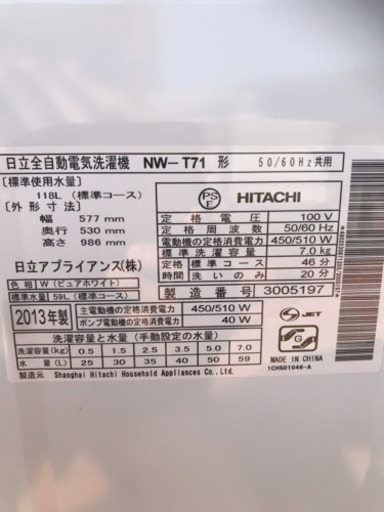 日立全自動電気洗濯機 NW-T71 形 50/60Hz共用
〔標準使用水量〕
118L（標準コース）
〔外形寸法〕
幅 577 mm
奥行 530 mm
高さ 986 mm
日立アプライアンス(株)
色相 W（ピュアホワイト）
標準水量 59L（標準コース）
PS E HITACHI
定格電圧 100 V
定格周波数 50/60 Hz
電動機の定格消費電力 450/510 W
標準洗濯容量 7.0 kg
定格 標準コース 46 分
時間 洗いのみ 20 分
製造番号 3005197
2013年製
主電動機の定格消費電力 450/510 W
ポンプ電動機の定格消費電力 40 W
洗濯容量と水量（手動設定の水量）
洗濯容量(kg) 0.5 1.5 2.5 3.5 5.0 7.0
水量(L) 25 30 35 40 50 59
製造元 Shanghai Hitachi Household Appliances Co.,Ltd.
S JET
G
MADE IN CHINA
1CHSD1046-A